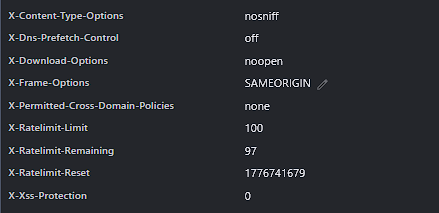 X-Content-Type-Options nosniff
X-Dns-Prefetch-Control off
X-Download-Options noopen
X-Frame-Options SAMEORIGIN
X-Permitted-Cross-Domain-Policies none
X-Ratelimit-Limit 100
X-Ratelimit-Remaining 97
X-Ratelimit-Reset 1776741679
X-Xss-Protection 0